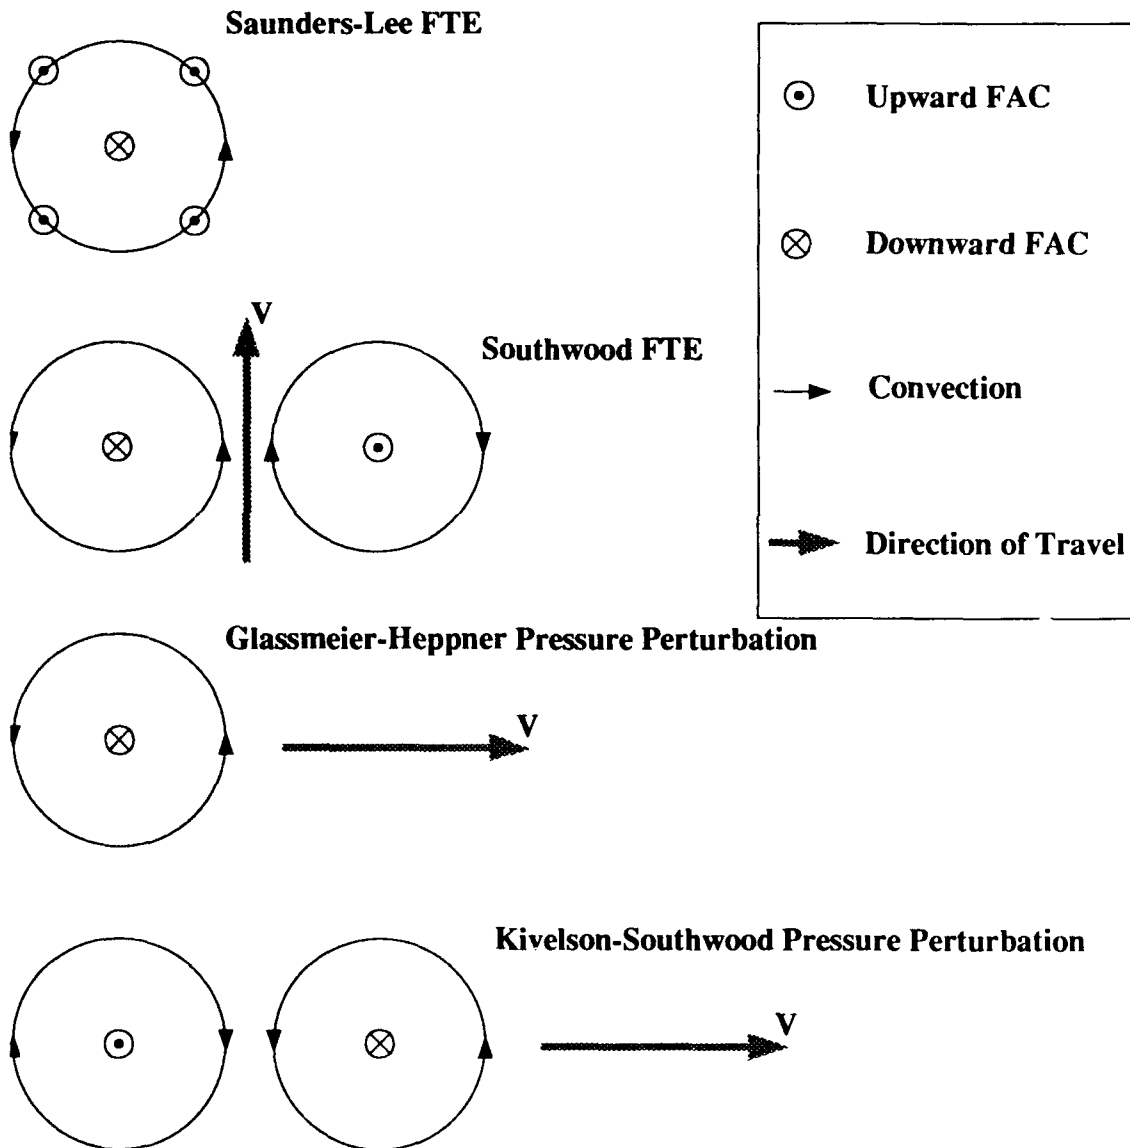 Saunders-Lee FTE
Upward FAC
Downward FAC
Convection
Direction of Travel
V
Southwood FTE
Glassmeier-Heppner Pressure Perturbation
V
Kivelson-Southwood Pressure Perturbation
V